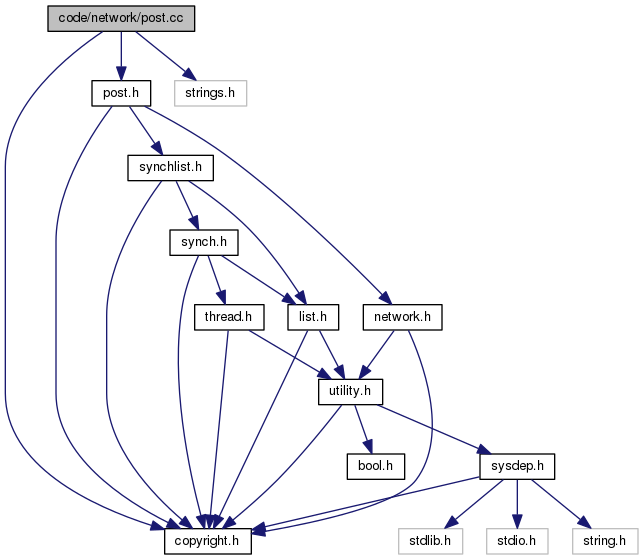 code/network/post.cc
post.h
strings.h
synchlist.h
synch.h
thread.h
list.h
network.h
utility.h
bool.h
sysdep.h
copyright.h
stdlib.h
stdio.h
string.h